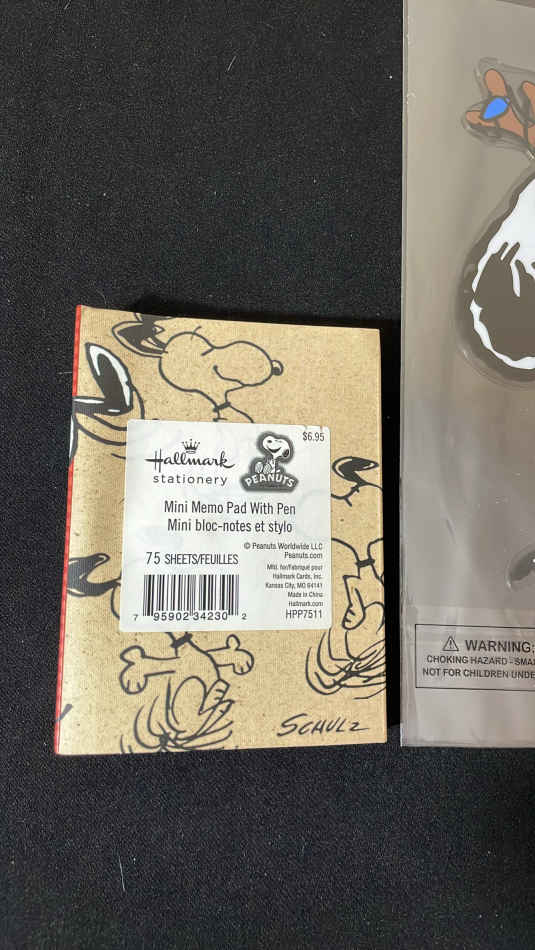 Hallmark
stationery
PEANUTS
$6.95
Mini Memo Pad With Pen
Mini bloc-notes et stylo
© Peanuts Worldwide LLC
Peanuts.com
75 SHEETS/FEUILLES
Mfd. for/fabriqué pour
Hallmark Cards, Inc.
Kansas City, MO 64141
Made in China
Hallmark.com
HPP7511
7 95902 34230 2
SCHULZ
WARNING:
CHOKING HAZARD - SMA
NOT FOR CHILDREN UNDE